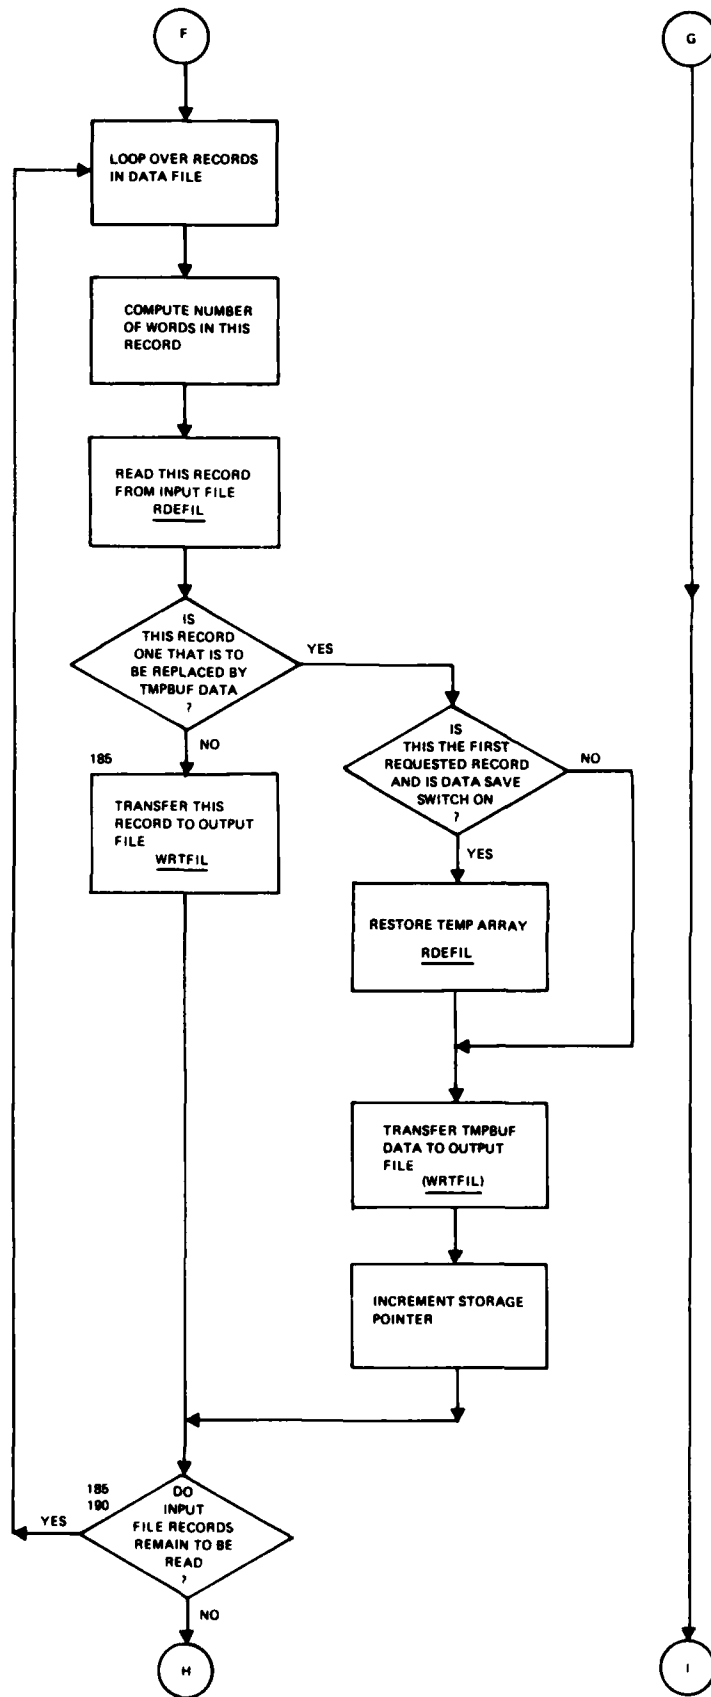 F
G
LOOP OVER RECORDS
IN DATA FILE
COMPUTE NUMBER
OF WORDS IN THIS
RECORD
READ THIS RECORD
FROM INPUT FILE
RDEFIL
IS
THIS RECORD
ONE THAT IS TO
BE REPLACED BY
TMPBUF DATA
?
YES
NO
IS
THIS THE FIRST
REQUESTED RECORD
AND IS DATA SAVE
SWITCH ON
?
NO
YES
185
TRANSFER THIS
RECORD TO OUTPUT
FILE
WRTFIL
RESTORE TEMP ARRAY
RDEFIL
TRANSFER TMPBUF
DATA TO OUTPUT
FILE
(WRTFIL)
INCREMENT STORAGE
POINTER
185
190
DO
INPUT
FILE RECORDS
REMAIN TO BE
READ
?
YES
NO
H
I